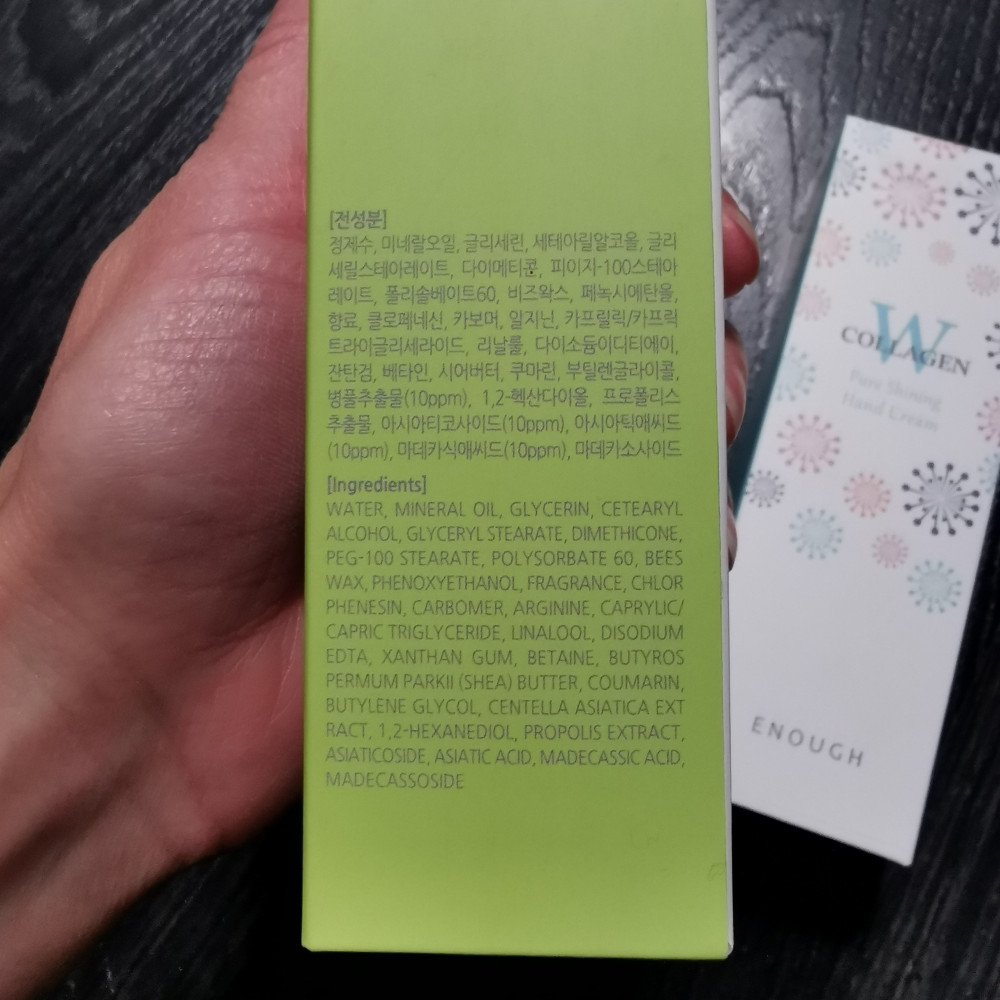 [전성분]
정제수, 미네랄오일, 글리세린, 세테아릴알코올, 글리
세릴스테아레이트, 다이메티콘, 피이지-100스테아
레이트, 폴리솔베이트60, 비즈왁스, 페녹시에탄올,
향료, 클로페네신, 카보머, 알지닌, 카프릴릭/카프릭
트라이글리세라이드, 리날룰, 다이소듐이디티에이,
잔탄검, 베타인, 시어버터, 쿠마린, 부틸렌글라이콜,
병풀추출물(10ppm), 1,2-헥산다이올, 프로폴리스
추출물, 아시아티코사이드(10ppm), 아시아틱애씨드
(10ppm), 마데카식애씨드(10ppm), 마데카소사이드
[Ingredients]
WATER, MINERAL OIL, GLYCERIN, CETEARYL
ALCOHOL, GLYCERYL STEARATE, DIMETHICONE,
PEG-100 STEARATE, POLYSORBATE 60, BEES
WAX, PHENOXYETHANOL, FRAGRANCE, CHLOR
PHENESIN, CARBOMER, ARGININE, CAPRYLIC/
CAPRIC TRIGLYCERIDE, LINALOOL, DISODIUM
EDTA, XANTHAN GUM, BETAINE, BUTYROS
PERMUM PARKII (SHEA) BUTTER, COUMARIN,
BUTYLENE GLYCOL, CENTELLA ASIATICA EXT
RACT, 1,2-HEXANEDIOL, PROPOLIS EXTRACT,
ASIATICOSIDE, ASIATIC ACID, MADECASSIC ACID,
MADECASSOSIDE
W
COLLAGEN
Pure Shining
Hand Cream
ENOUGH